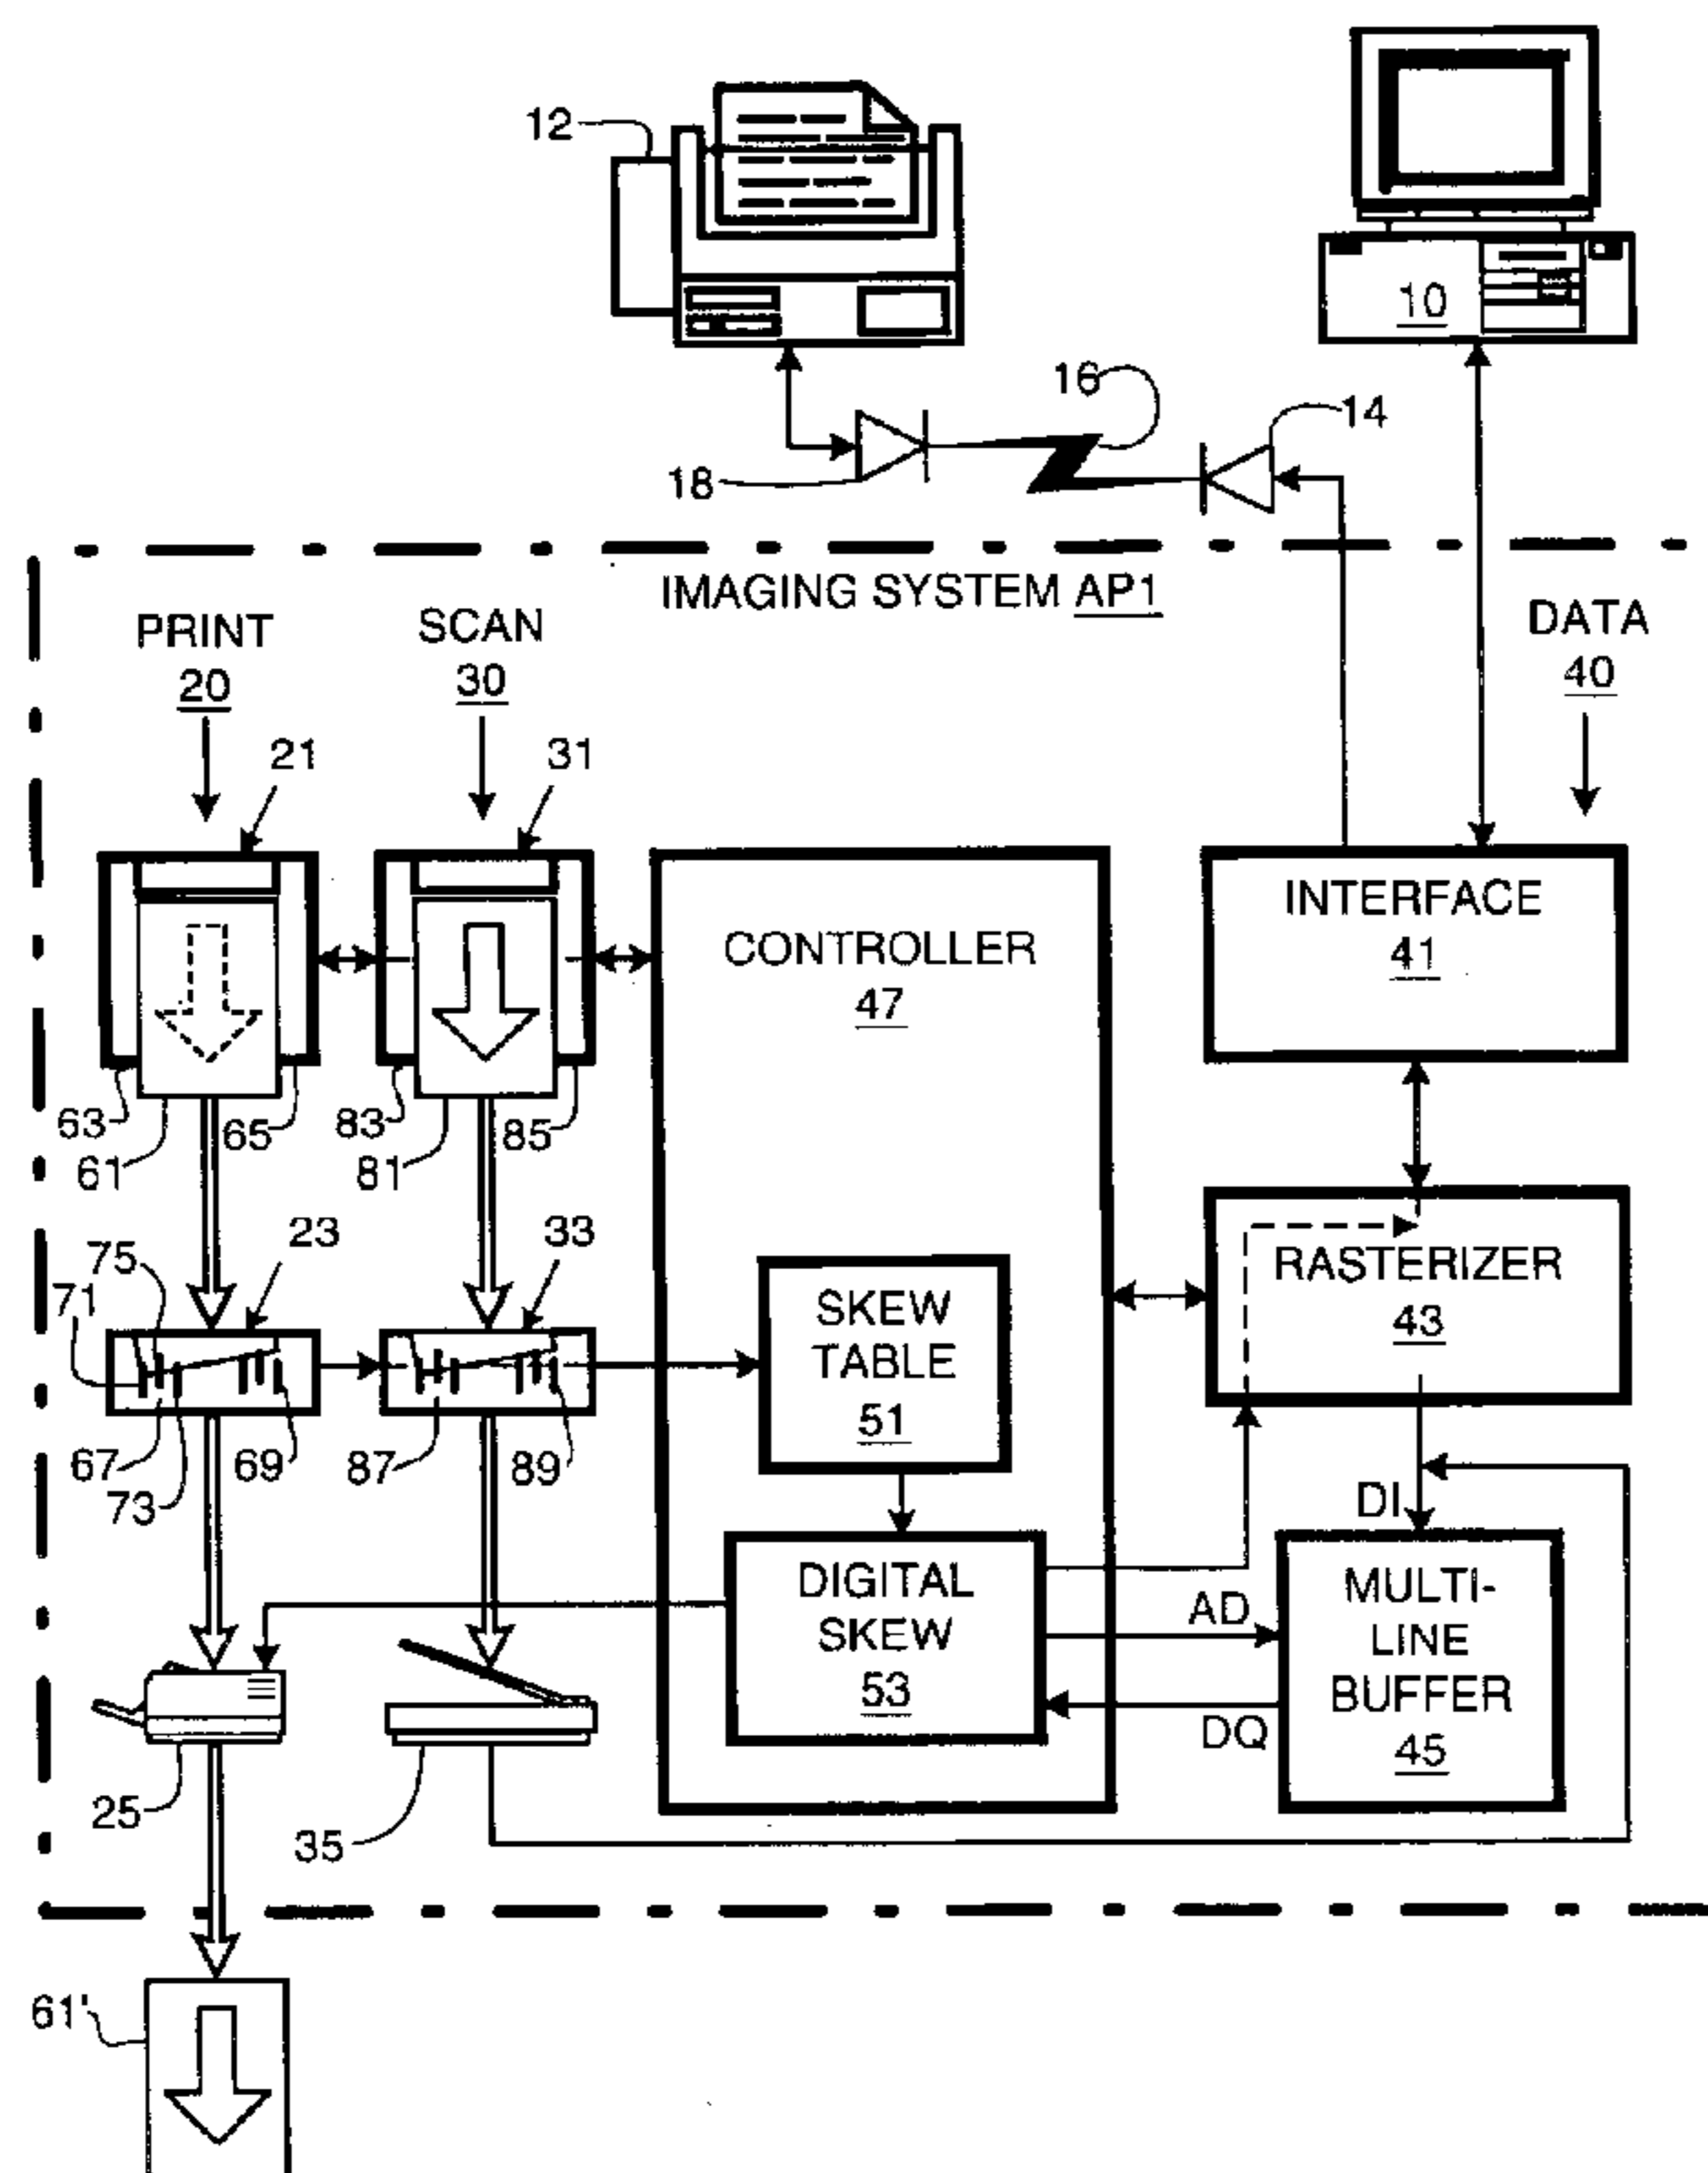 12
10
16
14
18
IMAGING SYSTEM AP1
PRINT
20
SCAN
30
DATA
40
21
31
CONTROLLER
47
INTERFACE
41
63
61
65
83
81
85
75
71
23
33
67
73
69
87
89
SKEW
TABLE
51
RASTERIZER
43
DI
DIGITAL
SKEW
53
AD
DQ
MULTI-
LINE
BUFFER
45
25
35
61'